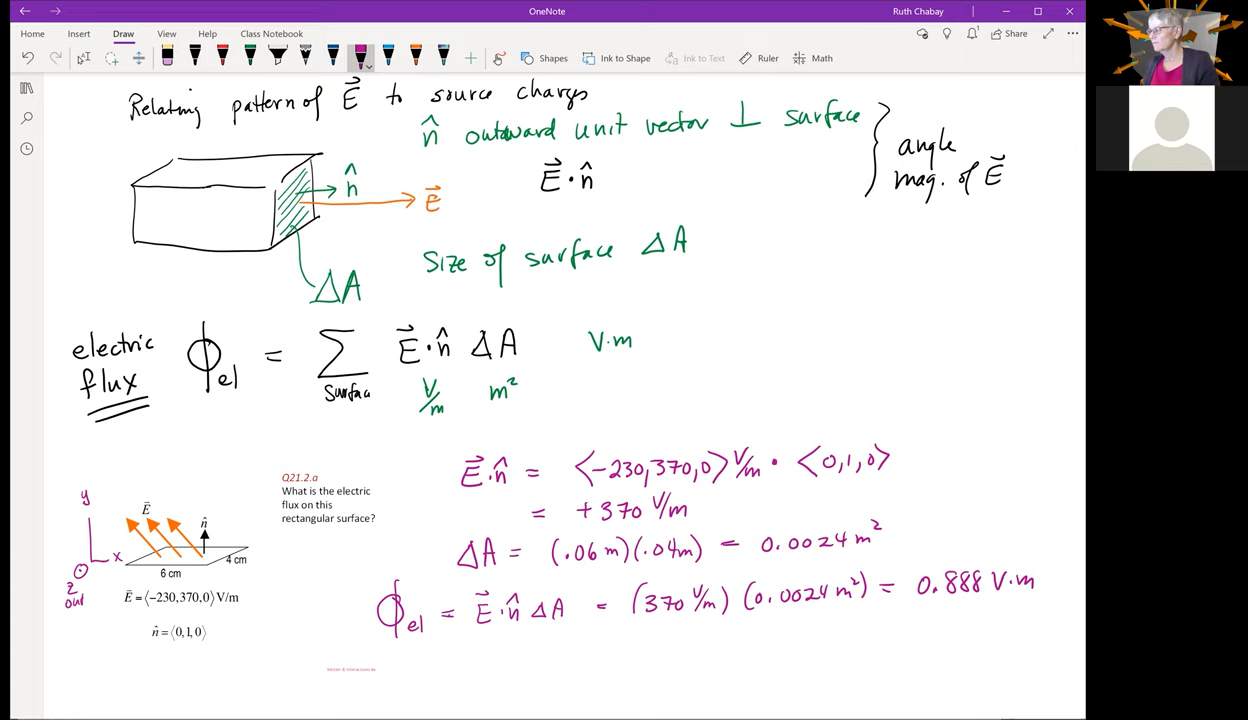 OneNote
Ruth Chabay
Home Insert Draw View Help Class Notebook
Share
Shapes Ink to Shape Ink to Text Ruler Math
Relating pattern of E⃗ to source charges
n̂ outward unit vector ⊥ surface
angle
mag. of E⃗
E⃗ · n̂
n̂
E⃗
Size of surface ΔA
ΔA
electric flux Φel = Σ E⃗ · n̂ ΔA V·m
Surface
V/m m²
Q21.2.a
What is the electric
flux on this
rectangular surface?
y
E⃗
n̂
x
4 cm
6 cm
z
out
E⃗ = ⟨−230,370,0⟩ V/m
n̂ = ⟨0,1,0⟩
E⃗·n̂ = ⟨−230,370,0⟩ V/m · ⟨0,1,0⟩
= +370 V/m
ΔA = (.06 m)(.04m) = 0.0024 m²
Φel = E⃗·n̂ ΔA = (370 V/m) (0.0024 m²) = 0.888 V·m
Matter & Interactions 4e